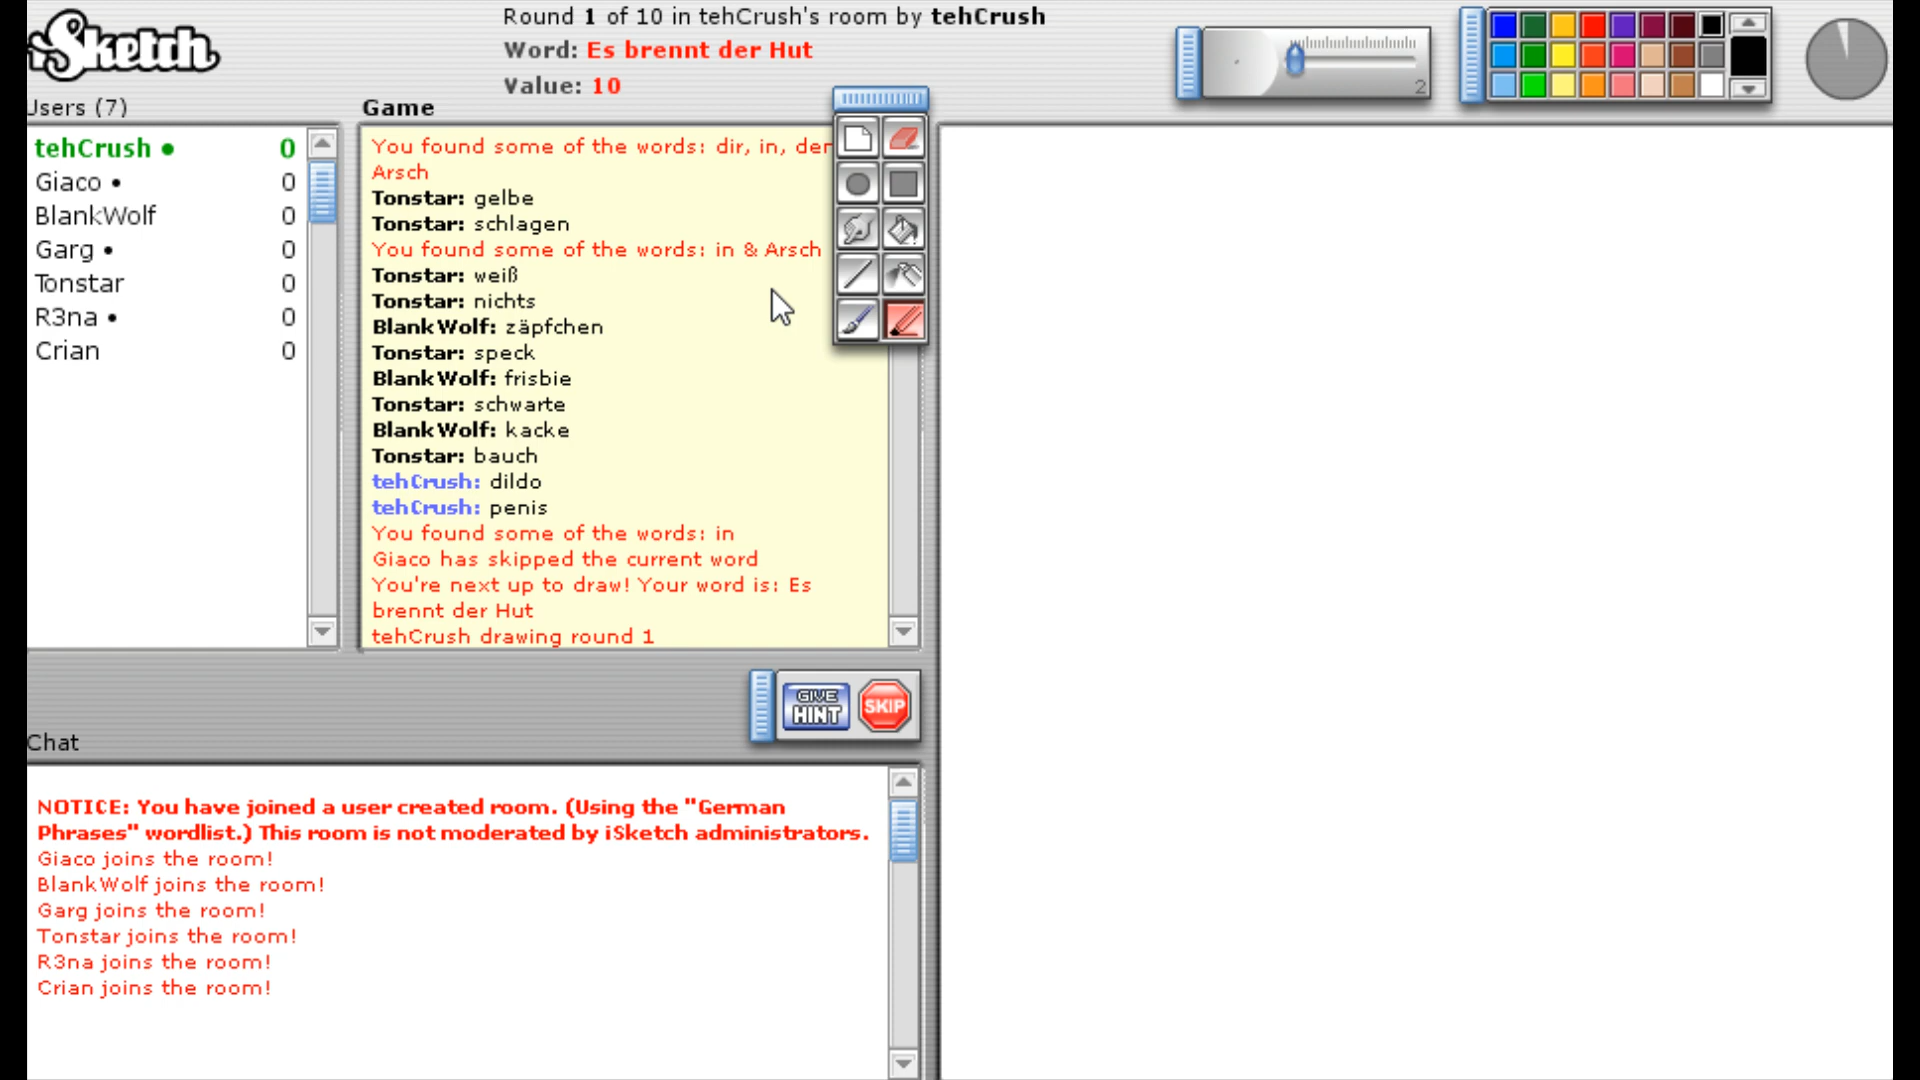 iSketch
Round 1 of 10 in tehCrush's room by tehCrush
Word: Es brennt der Hut
Value: 10
2
Users (7)
tehCrush • 0
Giaco • 0
BlankWolf 0
Garg • 0
Tonstar 0
R3na • 0
Crian 0
Game
You found some of the words: dir, in, den
Arsch
Tonstar: gelbe
Tonstar: schlagen
You found some of the words: in & Arsch
Tonstar: weiß
Tonstar: nichts
BlankWolf: zäpfchen
Tonstar: speck
BlankWolf: frisbie
Tonstar: schwarte
BlankWolf: kacke
Tonstar: bauch
tehCrush: dildo
tehCrush: penis
You found some of the words: in
Giaco has skipped the current word
You're next up to draw! Your word is: Es
brennt der Hut
tehCrush drawing round 1
GIVE
HINT
SKIP
Chat
NOTICE: You have joined a user created room. (Using the "German
Phrases" wordlist.) This room is not moderated by iSketch administrators.
Giaco joins the room!
BlankWolf joins the room!
Garg joins the room!
Tonstar joins the room!
R3na joins the room!
Crian joins the room!